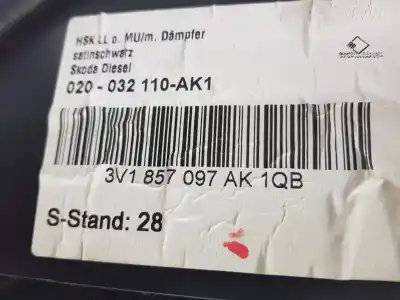 HSK LL o. MU/m. Dämpfer
satinschwarz
Skoda Diesel
020 - 032 110-AK1
3V1 857 097 AK 1QB
S-Stand: 28